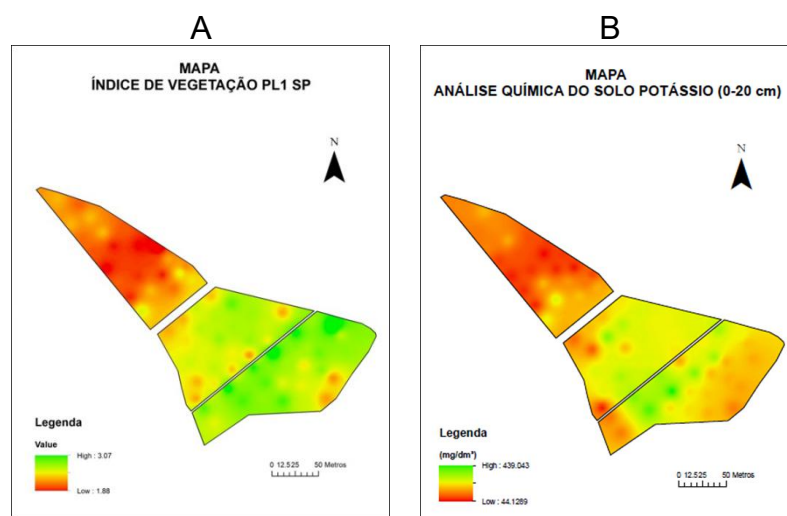 A
MAPA
ÍNDICE DE VEGETAÇÃO PL1 SP
N
Legenda
Value
High : 3.07
Low : 1.88
0 12.525 50 Metros
B
MAPA
ANÁLISE QUÍMICA DO SOLO POTÁSSIO (0-20 cm)
N
Legenda
(mg/dm³)
High : 439.043
Low : 44.1289
0 12.525 50 Metros